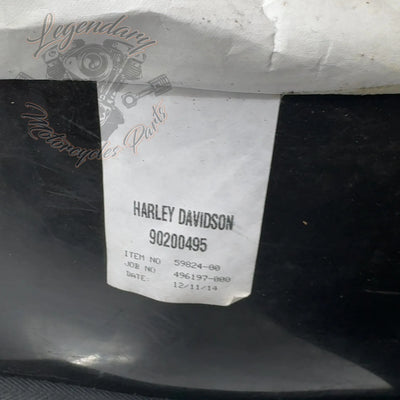 Legendary
Motorcycles Parts
HARLEY DAVIDSON
90200495
ITEM NO 59824-00
JOB NO 496197-000
DATE: 12/11/14